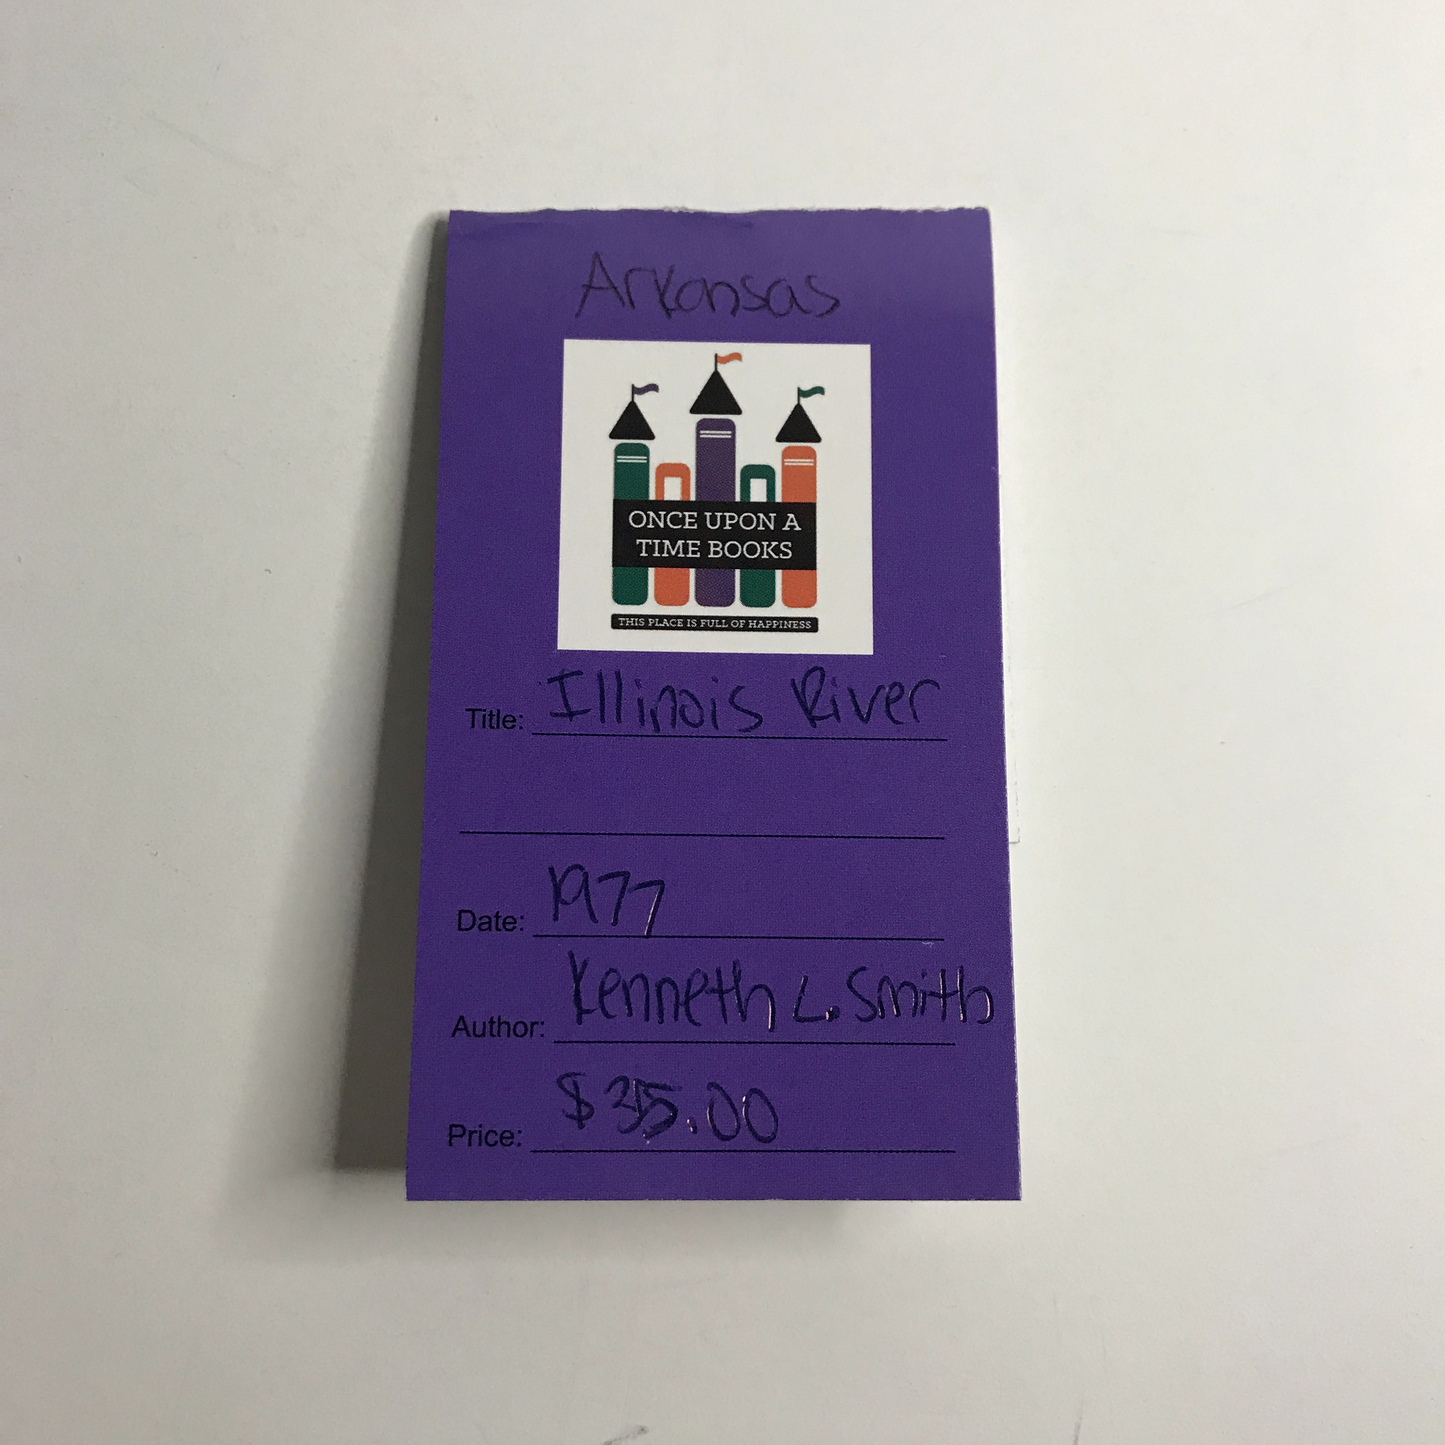 Arkansas
ONCE UPON A
TIME BOOKS
THIS PLACE IS FULL OF HAPPINESS
Title: Illinois River
Date: 1977
Author: Kenneth L. Smith
Price: $35.00